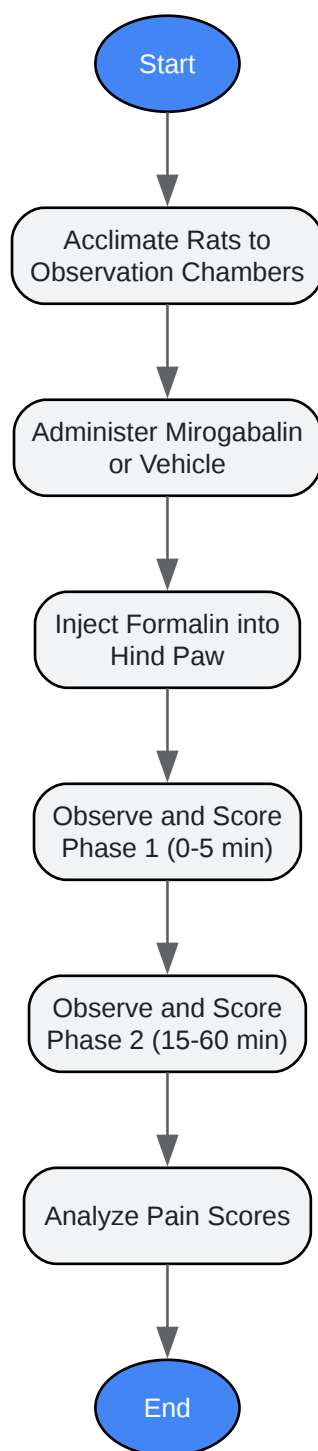 Start
Acclimate Rats to
Observation Chambers
Administer Mirogabalin
or Vehicle
Inject Formalin into
Hind Paw
Observe and Score
Phase 1 (0-5 min)
Observe and Score
Phase 2 (15-60 min)
Analyze Pain Scores
End